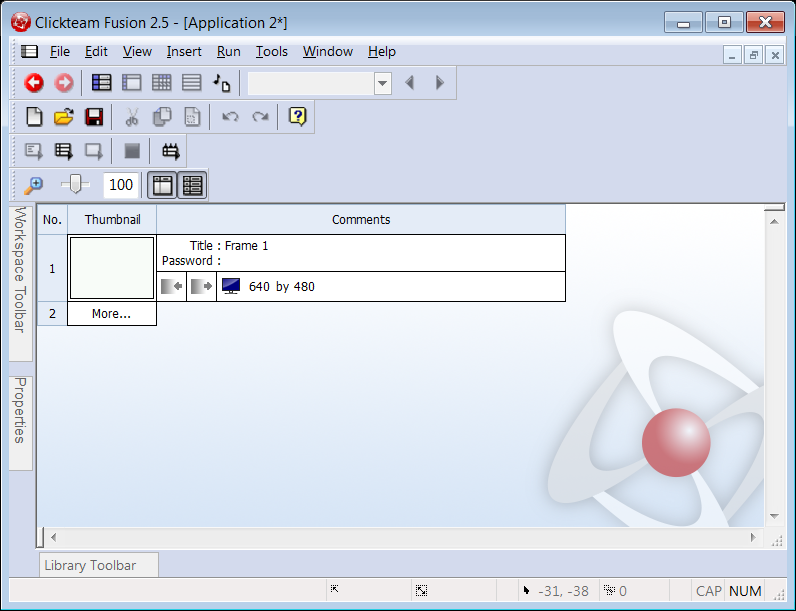 Clickteam Fusion 2.5 - [Application 2*]
File Edit View Insert Run Tools Window Help
100
Workspace Toolbar
Properties
No. Thumbnail Comments
1
Title : Frame 1
Password :
640 by 480
2 More...
Library Toolbar
-31, -38 0 CAP NUM